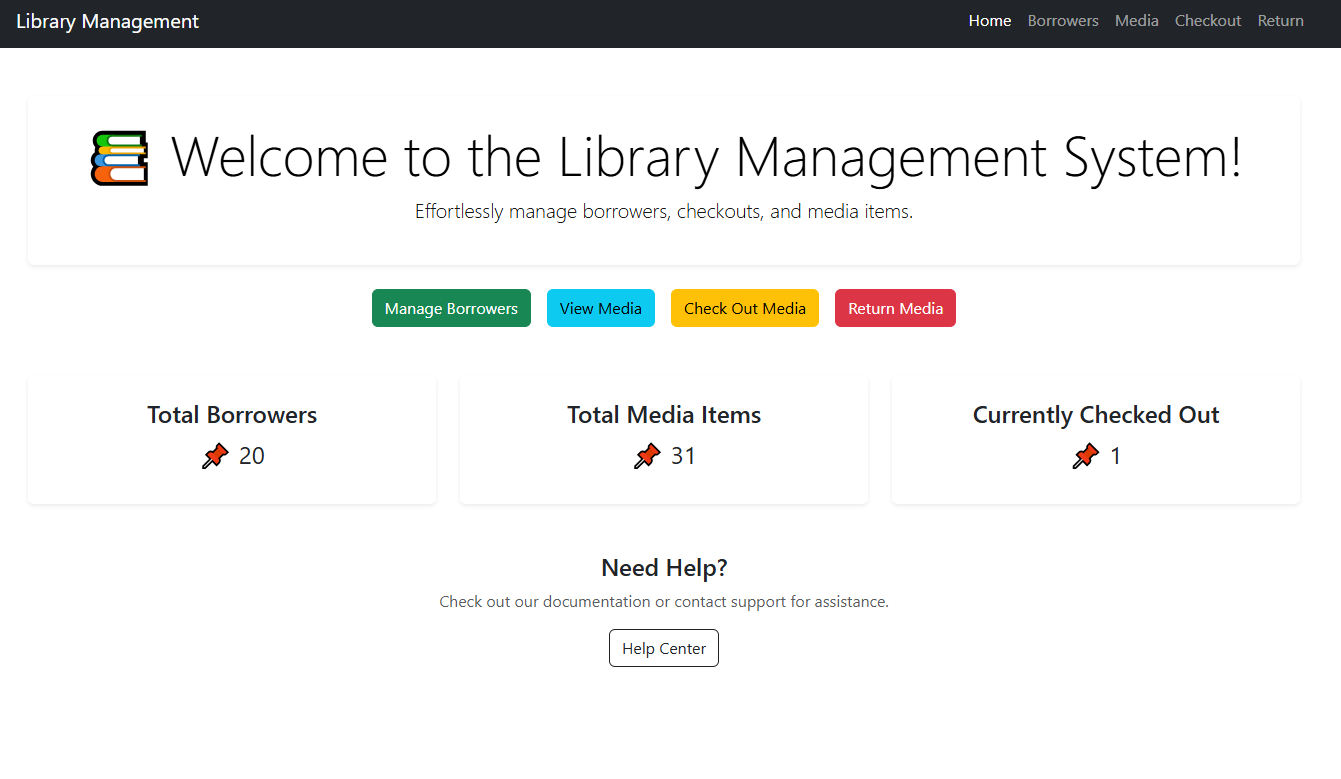 Library Management
Home Borrowers Media Checkout Return
Welcome to the Library Management System!
Effortlessly manage borrowers, checkouts, and media items.
Manage Borrowers View Media Check Out Media Return Media
Total Borrowers
20
Total Media Items
31
Currently Checked Out
1
Need Help?
Check out our documentation or contact support for assistance.
Help Center